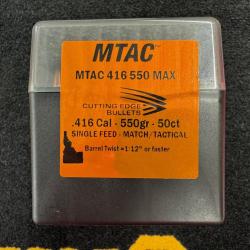 MTAC™
MTAC 416 550 MAX
CUTTING EDGE
BULLETS
.416 Cal - 550gr - 50ct
SINGLE FEED - MATCH/TACTICAL
Barrel Twist = 1:12" or faster